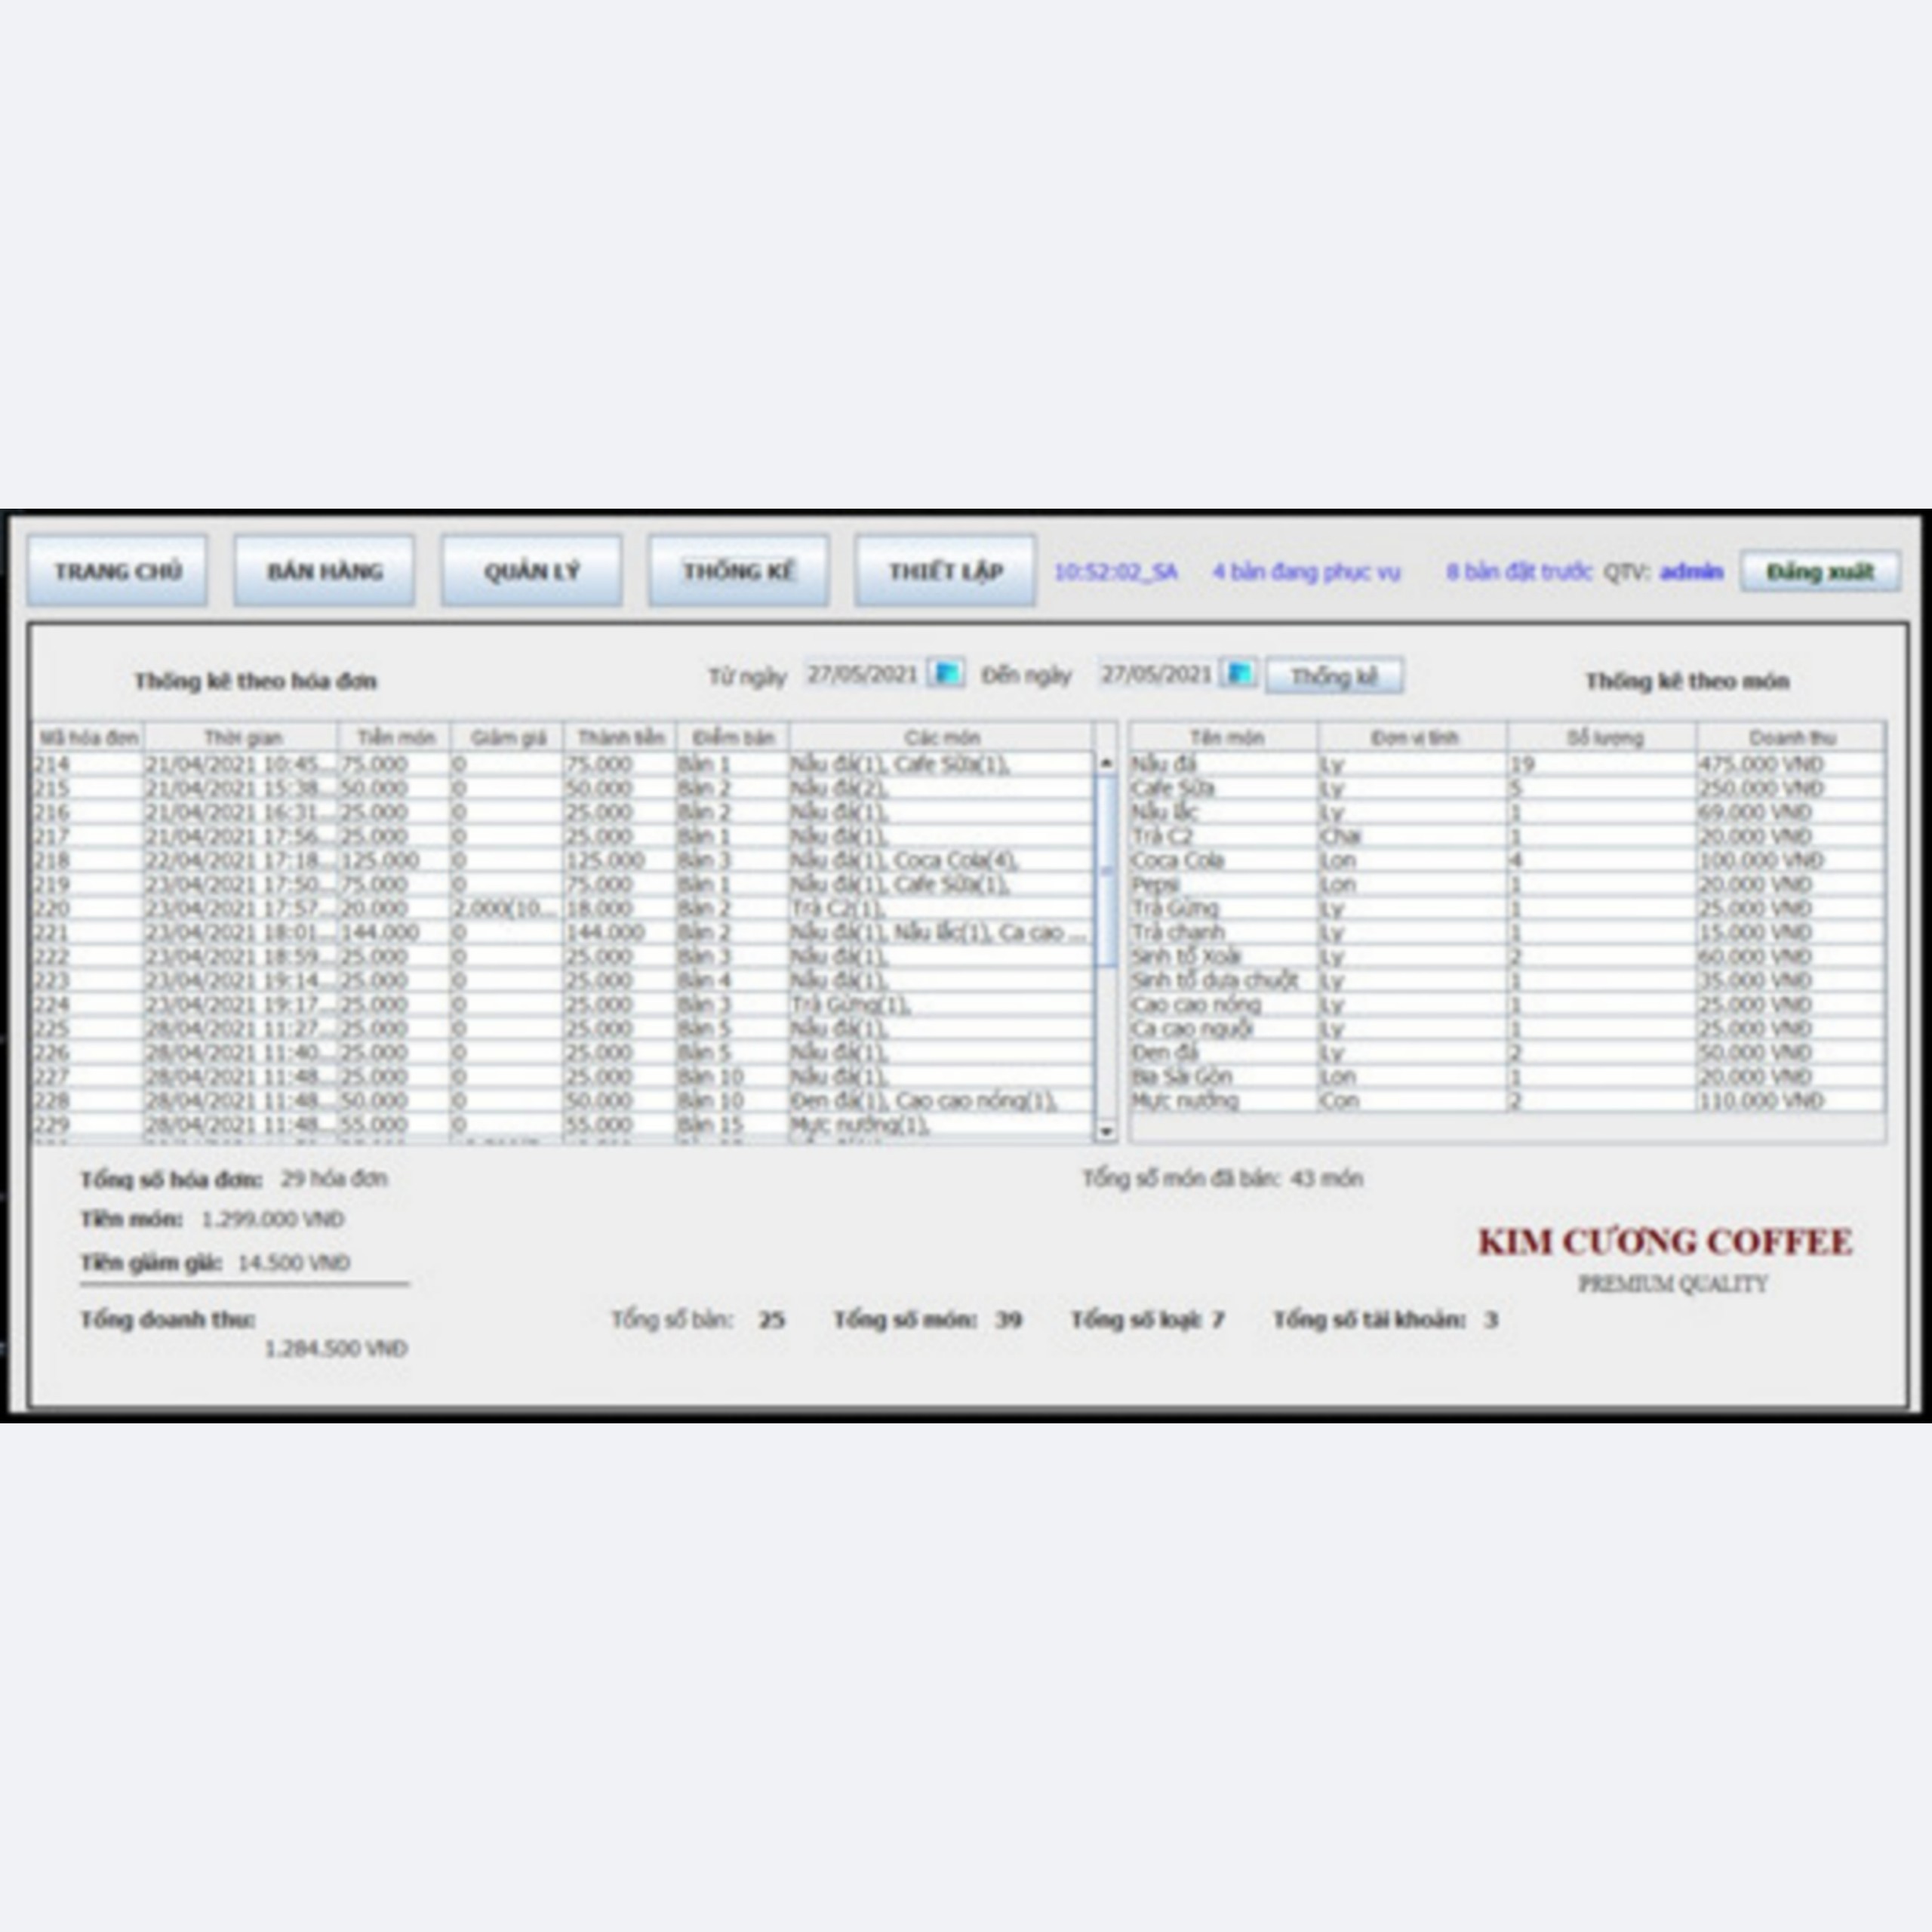 TRANG CHỦ BÁN HÀNG QUẢN LÝ THỐNG KÊ THIẾT LẬP 10:52:02_SA 4 bàn đang phục vụ 8 bàn đặt trước QTV: admin Đăng xuất
Thống kê theo hóa đơn Từ ngày 27/05/2021 Đến ngày 27/05/2021 Thống kê Thống kê theo món
Mã hóa đơn Thời gian Tiền món Giảm giá Thành tiền Điểm bán Các món Tên món Đơn vị tính Số lượng Doanh thu
214 21/04/2021 10:45... 75.000 0 75.000 Bàn 1 Nâu đá(1), Cafe Sữa(1), Nâu đá Ly 19 475.000 VNĐ
215 21/04/2021 15:38... 50.000 0 50.000 Bàn 2 Nâu đá(2), Cafe Sữa Ly 5 250.000 VNĐ
216 21/04/2021 16:31... 25.000 0 25.000 Bàn 2 Nâu đá(1), Nâu lắc Ly 1 69.000 VNĐ
217 21/04/2021 17:56... 25.000 0 25.000 Bàn 1 Nâu đá(1), Trà C2 Chai 1 20.000 VNĐ
218 22/04/2021 17:18... 125.000 0 125.000 Bàn 3 Nâu đá(1), Coca Cola(4), Coca Cola Lon 4 100.000 VNĐ
219 23/04/2021 17:50... 75.000 0 75.000 Bàn 1 Nâu đá(1), Cafe Sữa(1), Pepsi Lon 1 20.000 VNĐ
220 23/04/2021 17:57... 20.000 2.000(10... 18.000 Bàn 2 Trà C2(1), Trà Gừng Ly 1 25.000 VNĐ
221 23/04/2021 18:01... 144.000 0 144.000 Bàn 2 Nâu đá(1), Nâu lắc(1), Ca cao ... Trà chanh Ly 1 15.000 VNĐ
222 23/04/2021 18:59... 25.000 0 25.000 Bàn 3 Nâu đá(1), Sinh tố Xoài Ly 2 60.000 VNĐ
223 23/04/2021 19:14... 25.000 0 25.000 Bàn 4 Nâu đá(1), Sinh tố dưa chuột Ly 1 35.000 VNĐ
224 23/04/2021 19:17... 25.000 0 25.000 Bàn 3 Trà Gừng(1), Cao cao nóng Ly 1 25.000 VNĐ
225 28/04/2021 11:27... 25.000 0 25.000 Bàn 5 Nâu đá(1), Ca cao nguội Ly 1 25.000 VNĐ
226 28/04/2021 11:40... 25.000 0 25.000 Bàn 5 Nâu đá(1), Đen đá Ly 2 50.000 VNĐ
227 28/04/2021 11:48... 25.000 0 25.000 Bàn 10 Nâu đá(1), Bia Sài Gòn Lon 1 20.000 VNĐ
228 28/04/2021 11:48... 50.000 0 50.000 Bàn 10 Đen đá(1), Cao cao nóng(1), Mực nướng Con 2 110.000 VNĐ
229 28/04/2021 11:48... 55.000 0 55.000 Bàn 15 Mực nướng(1),
Tổng số hóa đơn: 29 hóa đơn Tổng số món đã bán: 43 món
Tiền món: 1.299.000 VNĐ
KIM CƯƠNG COFFEE
Tiền giảm giá: 14.500 VNĐ
PREMIUM QUALITY
Tổng doanh thu: Tổng số bàn: 25 Tổng số món: 39 Tổng số loại: 7 Tổng số tài khoản: 3
1.284.500 VNĐ